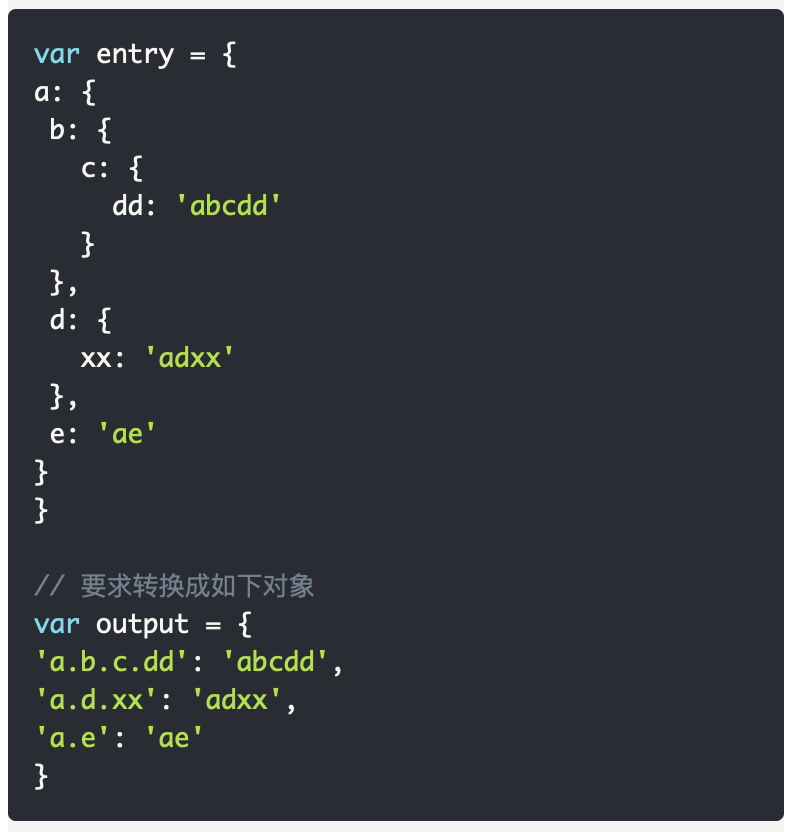 var entry = {
a: {
 b: {
   c: {
     dd: 'abcdd'
   }
 },
 d: {
   xx: 'adxx'
 },
 e: 'ae'
}
}

// 要求转换成如下对象
var output = {
'a.b.c.dd': 'abcdd',
'a.d.xx': 'adxx',
'a.e': 'ae'
}